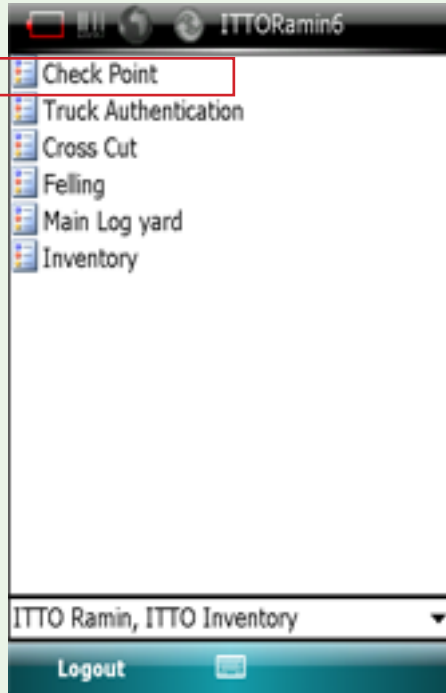 ITTORamin6
Check Point
Truck Authentication
Cross Cut
Felling
Main Log yard
Inventory
ITTO Ramin, ITTO Inventory
Logout